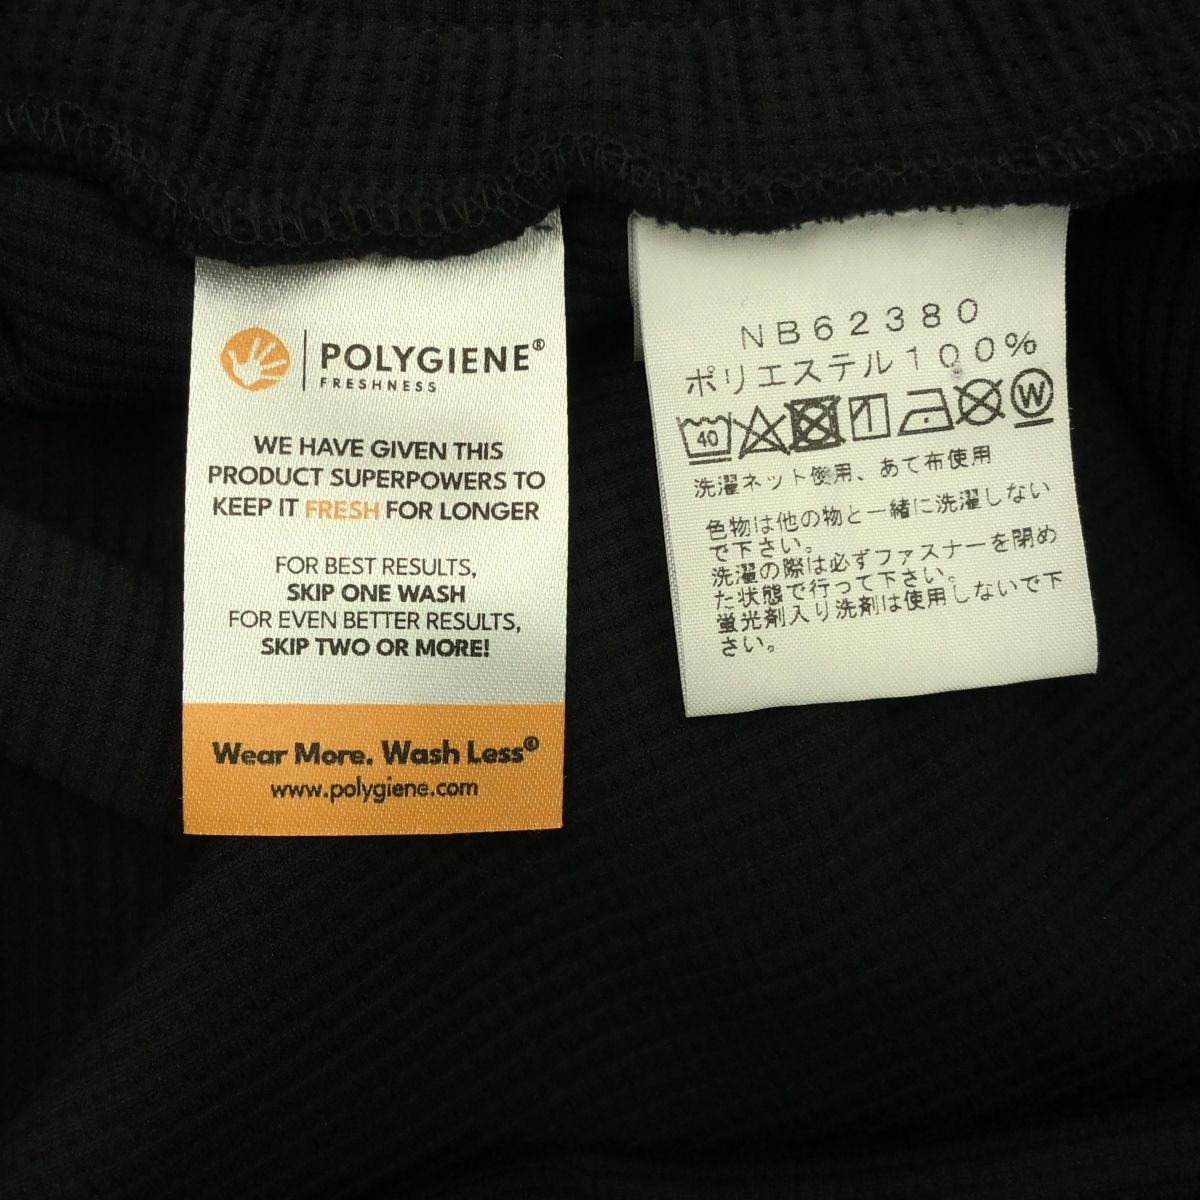 POLYGIENE®
FRESHNESS
WE HAVE GIVEN THIS
PRODUCT SUPERPOWERS TO
KEEP IT FRESH FOR LONGER
FOR BEST RESULTS,
SKIP ONE WASH
FOR EVEN BETTER RESULTS,
SKIP TWO OR MORE!
Wear More. Wash Less©
www.polygiene.com
NB62380
ポリエステル100%
40
W
洗濯ネット使用、あて布使用
色物は他の物と一緒に洗濯しない
で下さい。
洗濯の際は必ずファスナーを閉め
た状態で行って下さい。
蛍光剤入り洗剤は使用しないで下
さい。